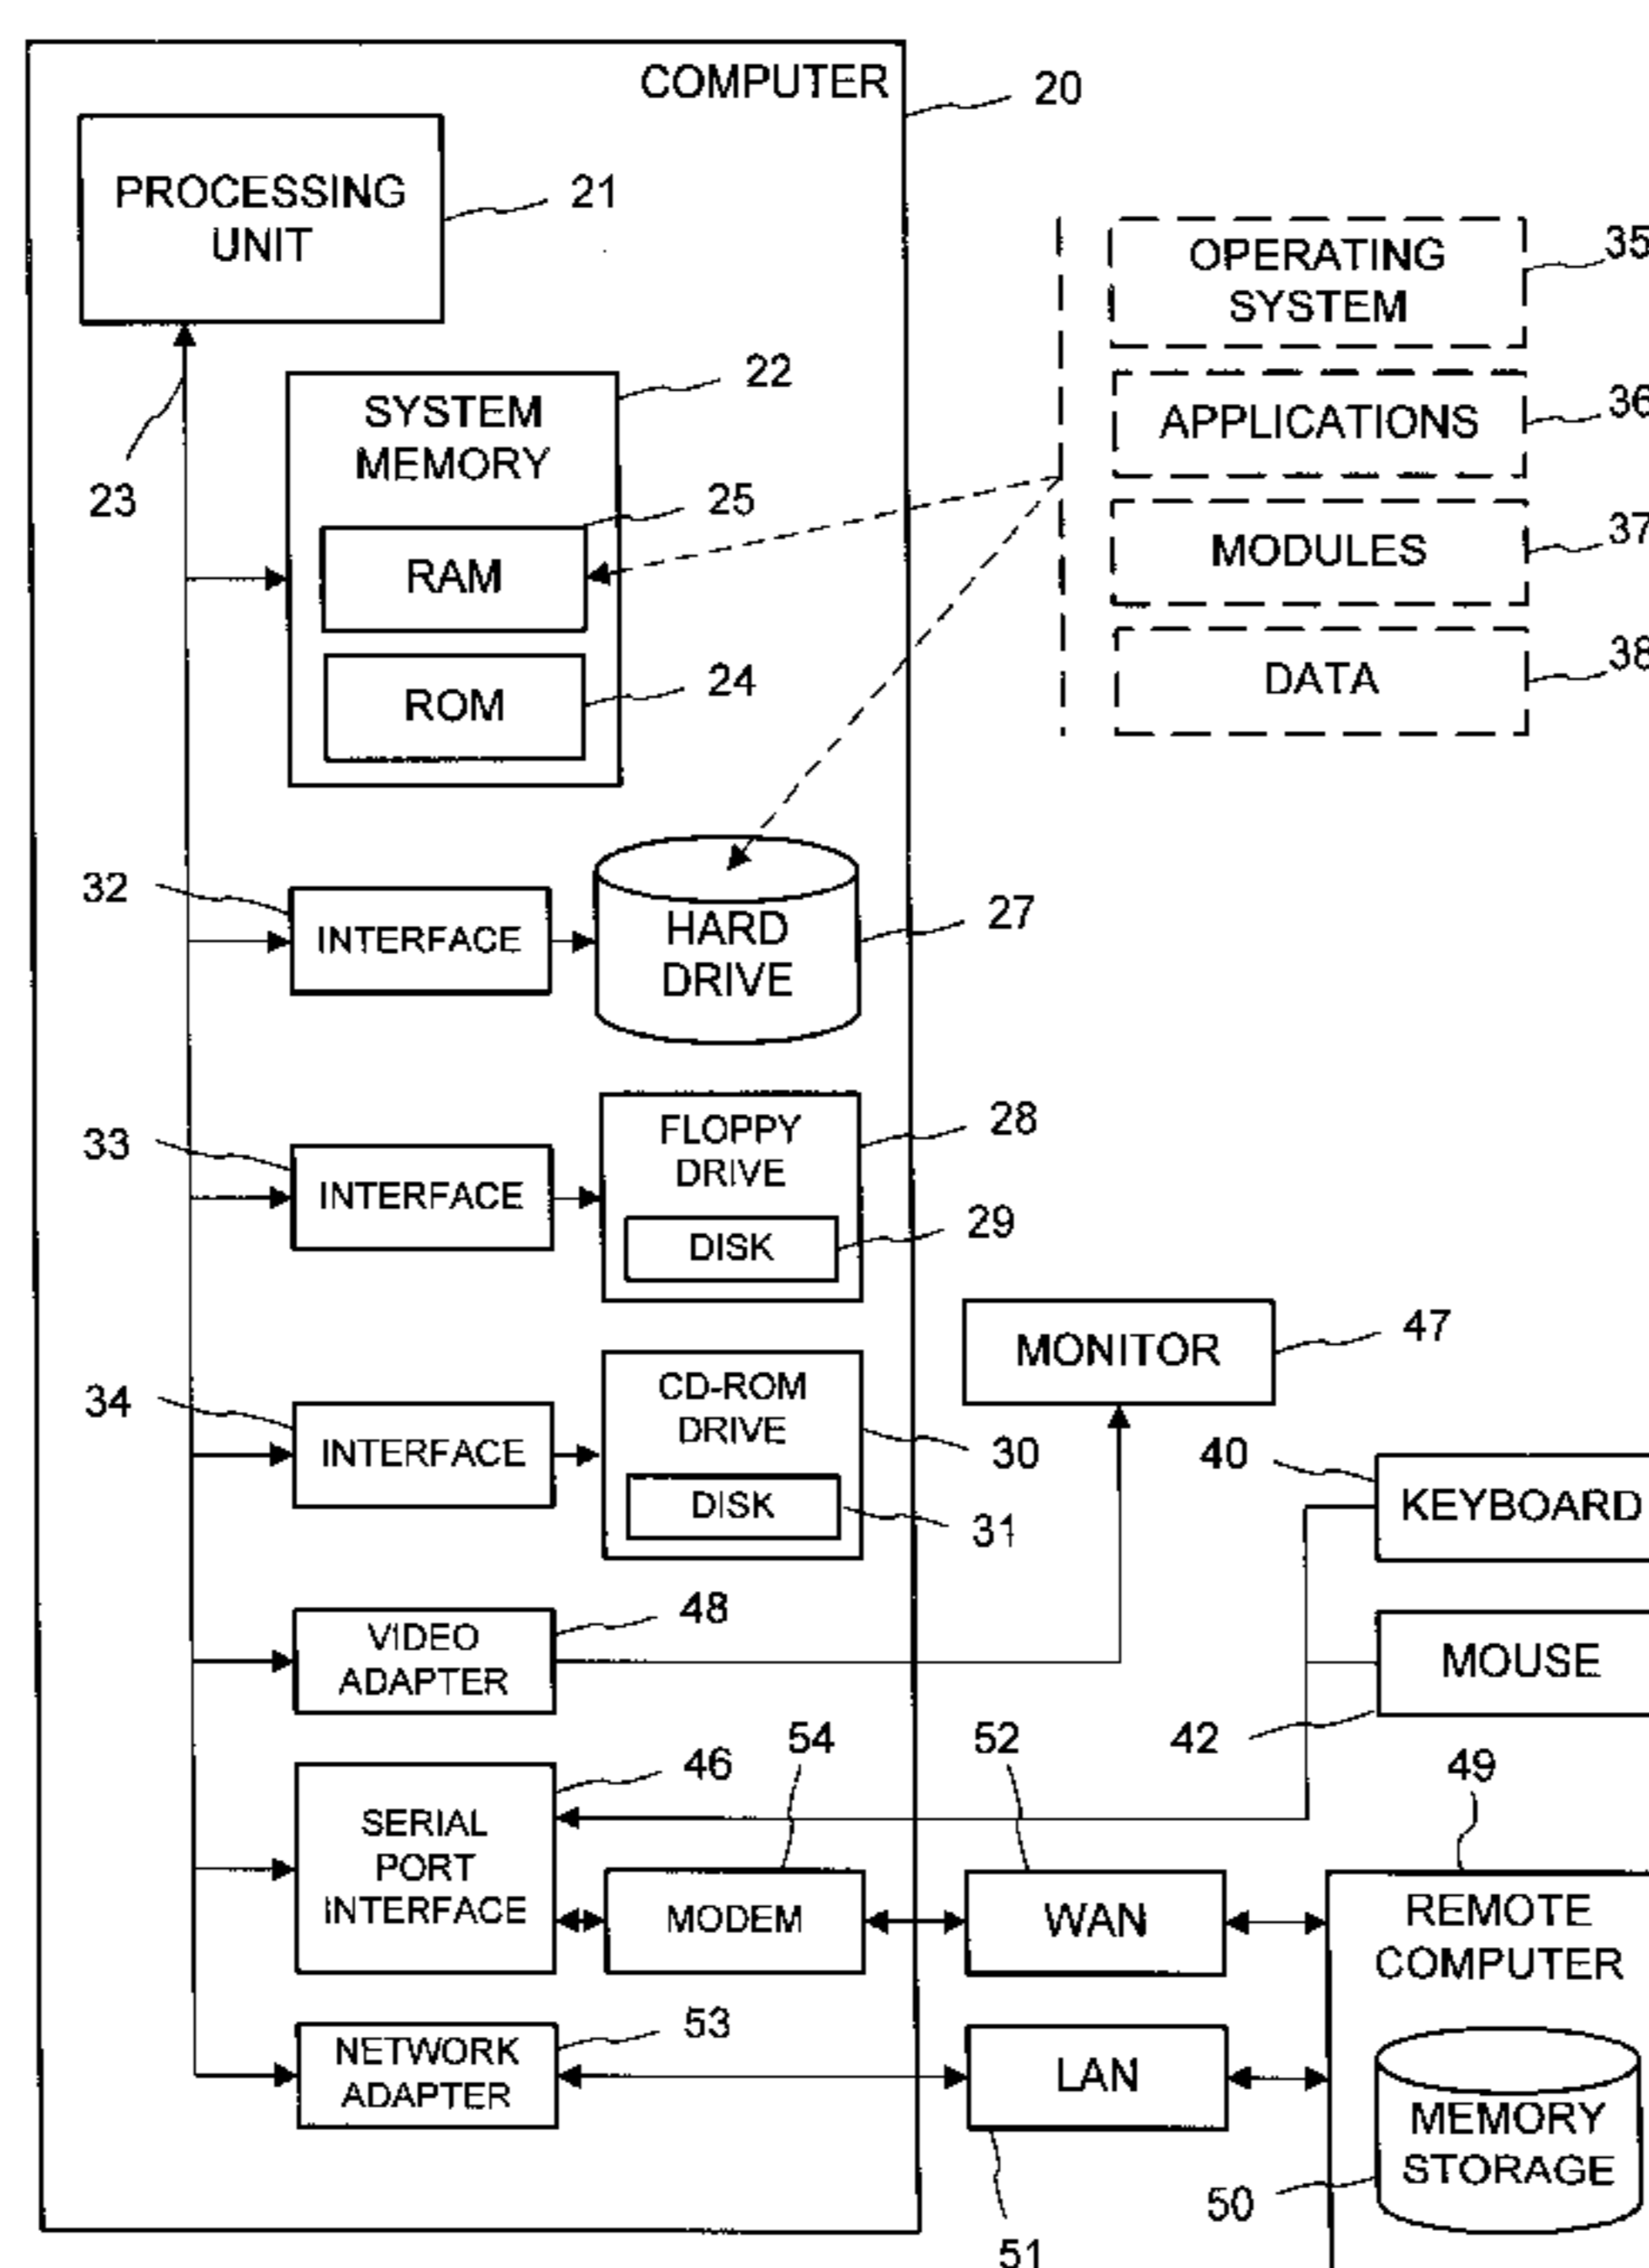 COMPUTER
20
PROCESSING
UNIT
21
OPERATING
SYSTEM
35
22
SYSTEM
MEMORY
APPLICATIONS
36
23
25
RAM
MODULES
37
24
ROM
DATA
38
32
INTERFACE
HARD
DRIVE
27
33
INTERFACE
FLOPPY
DRIVE
28
DISK
29
MONITOR
47
34
INTERFACE
CD-ROM
DRIVE
30
DISK
31
40
KEYBOARD
VIDEO
ADAPTER
48
MOUSE
42
54
52
49
46
SERIAL
PORT
INTERFACE
MODEM
WAN
REMOTE
COMPUTER
53
NETWORK
ADAPTER
LAN
MEMORY
STORAGE
50
51